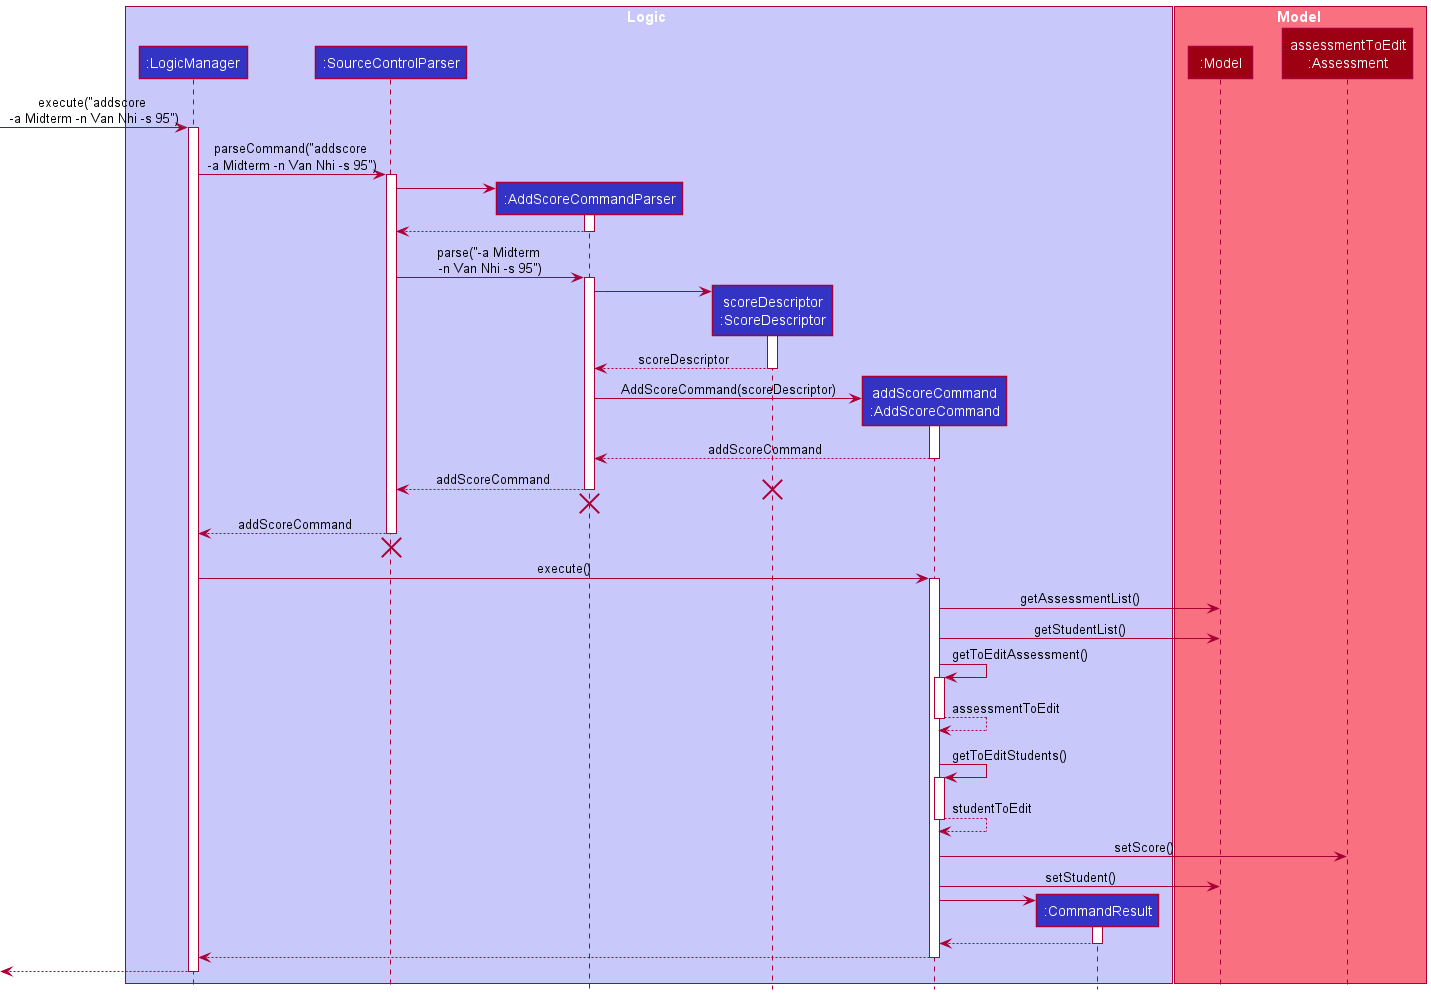 Logic
Model
:LogicManager
:SourceControlParser
:Model
assessmentToEdit
:Assessment
execute("addscore
-a Midterm -n Van Nhi -s 95")
parseCommand("addscore
-a Midterm -n Van Nhi -s 95")
:AddScoreCommandParser
parse("-a Midterm
-n Van Nhi -s 95")
scoreDescriptor
:ScoreDescriptor
scoreDescriptor
AddScoreCommand(scoreDescriptor)
addScoreCommand
:AddScoreCommand
addScoreCommand
addScoreCommand
addScoreCommand
execute()
getAssessmentList()
getStudentList()
getToEditAssessment()
assessmentToEdit
getToEditStudents()
studentToEdit
setScore()
setStudent()
:CommandResult